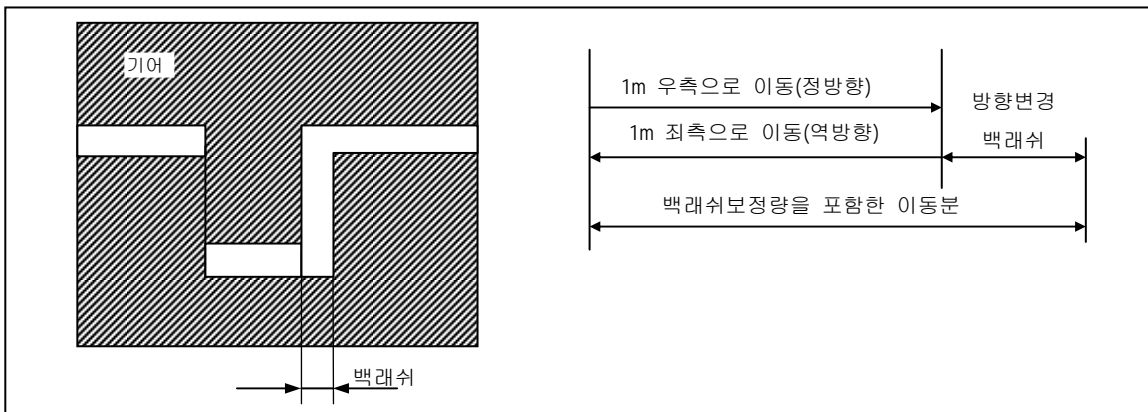 기어
백래쉬
1m 우측으로 이동(정방향)
방향변경
1m 죄측으로 이동(역방향)
백래쉬
백래쉬보정량을 포함한 이동분